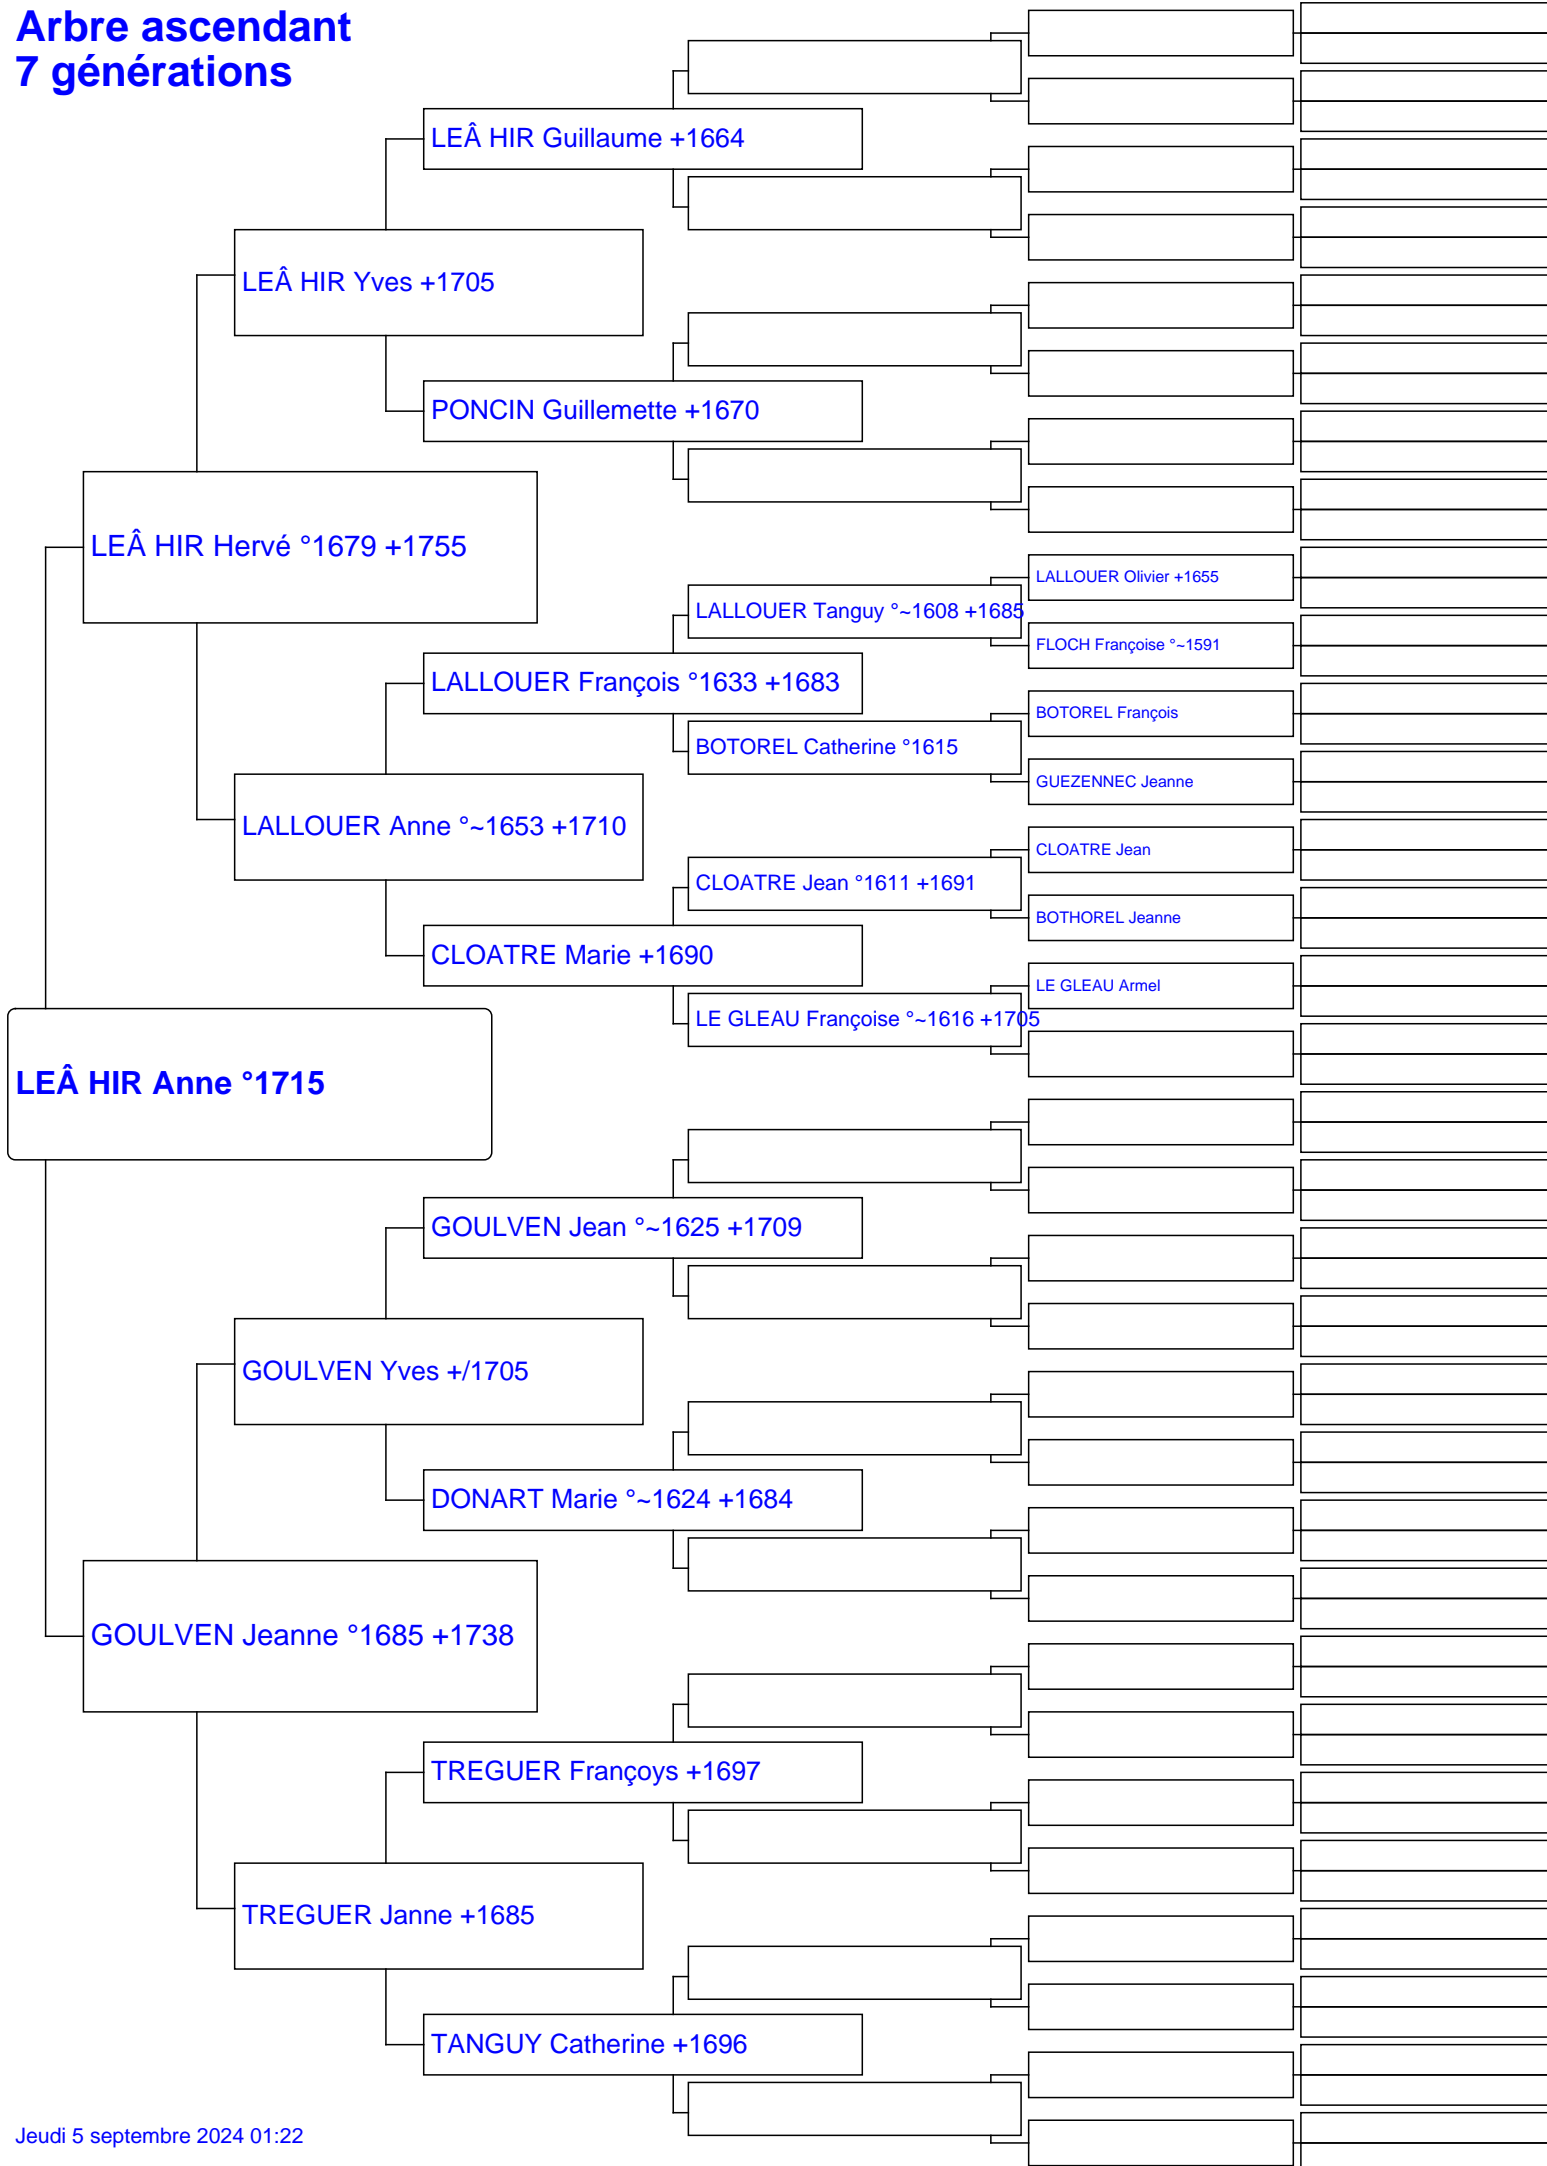 Arbre ascendant
7 générations
LEÂ HIR Guillaume +1664
LEÂ HIR Yves +1705
PONCIN Guillemette +1670
LEÂ HIR Hervé °1679 +1755
LALLOUER Olivier +1655
LALLOUER Tanguy °~1608 +1685
FLOCH Françoise °~1591
LALLOUER François °1633 +1683
BOTOREL François
BOTOREL Catherine °1615
GUEZENNEC Jeanne
LALLOUER Anne °~1653 +1710
CLOATRE Jean
CLOATRE Jean °1611 +1691
BOTHOREL Jeanne
CLOATRE Marie +1690
LE GLEAU Armel
LE GLEAU Françoise °~1616 +1705
LEÂ HIR Anne °1715
GOULVEN Jean °~1625 +1709
GOULVEN Yves +/1705
DONART Marie °~1624 +1684
GOULVEN Jeanne °1685 +1738
TREGUER Françoys +1697
TREGUER Janne +1685
TANGUY Catherine +1696
Jeudi 5 septembre 2024 01:22